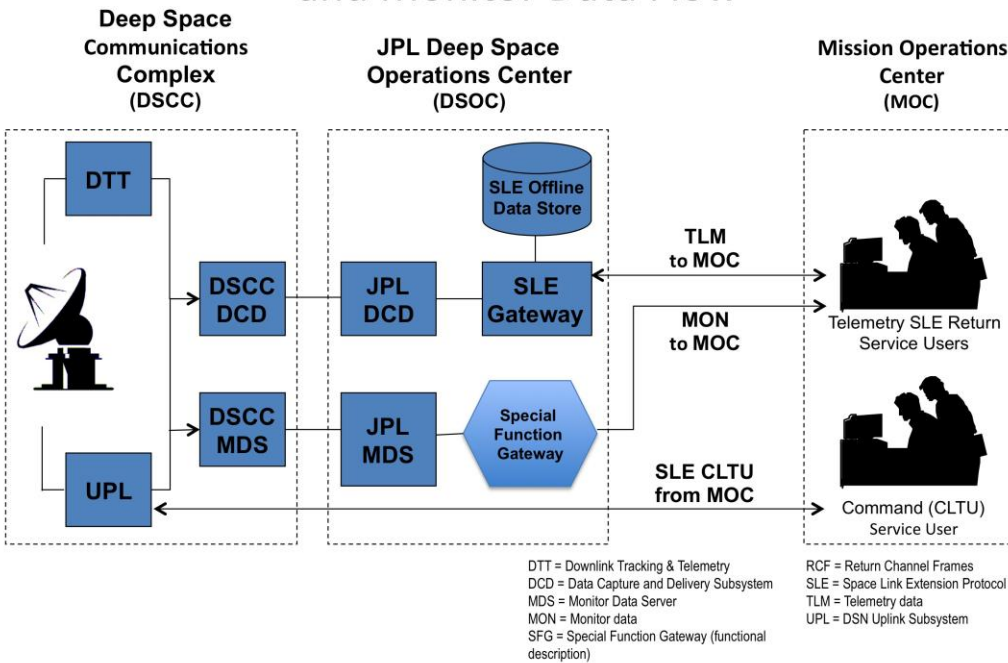 and Monitor Data Flow
Deep Space
Communications
Complex
(DSCC)
JPL Deep Space
Operations Center
(DSOC)
Mission Operations
Center
(MOC)
DTT
SLE Offline
Data Store
TLM
to MOC
DSCC
DCD
JPL
DCD
SLE
Gateway
MON
to MOC
Telemetry SLE Return
Service Users
DSCC
MDS
JPL
MDS
Special
Function
Gateway
UPL
SLE CLTU
from MOC
Command (CLTU)
Service User
DTT = Downlink Tracking & Telemetry
DCD = Data Capture and Delivery Subsystem
MDS = Monitor Data Server
MON = Monitor data
SFG = Special Function Gateway (functional
description)
RCF = Return Channel Frames
SLE = Space Link Extension Protocol
TLM = Telemetry data
UPL = DSN Uplink Subsystem